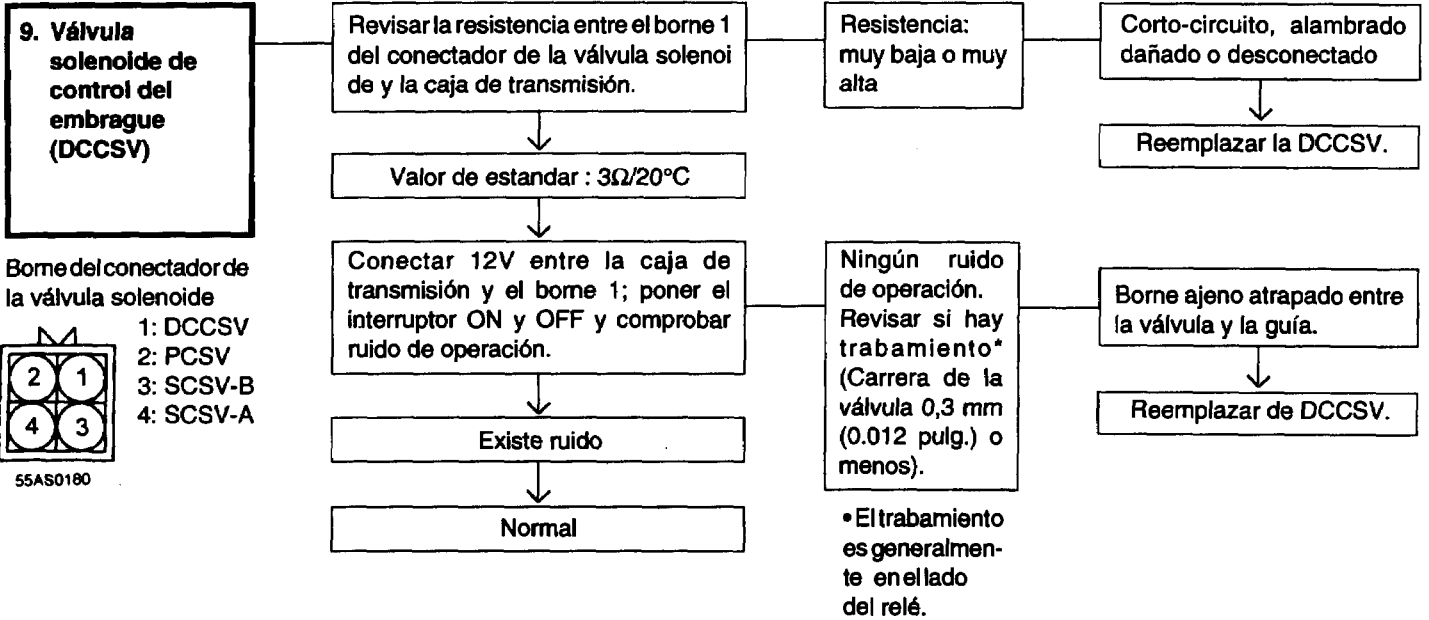 9. Válvula
solenoide de
control del
embrague
(DCCSV)
Revisar la resistencia entre el borne 1
del conectador de la válvula solenoi
de y la caja de transmisión.
Resistencia:
muy baja o muy
alta
Corto-circuito, alambrado
dañado o desconectado
Reemplazar la DCCSV.
Valor de estandar : 3Ω/20°C
Conectar 12V entre la caja de
transmisión y el borne 1; poner el
interruptor ON y OFF y comprobar
ruido de operación.
Ningún ruido
de operación.
Revisar si hay
trabamiento*
(Carrera de la
válvula 0,3 mm
(0.012 pulg.) o
menos).
Borne ajeno atrapado entre
la válvula y la guía.
Reemplazar de DCCSV.
Existe ruido
Normal
• El trabamiento
es generalmen-
te en el lado
del relé.
Borne del conectador de
la válvula solenoide
1: DCCSV
2: PCSV
3: SCSV-B
4: SCSV-A
2 1
4 3
55AS0180